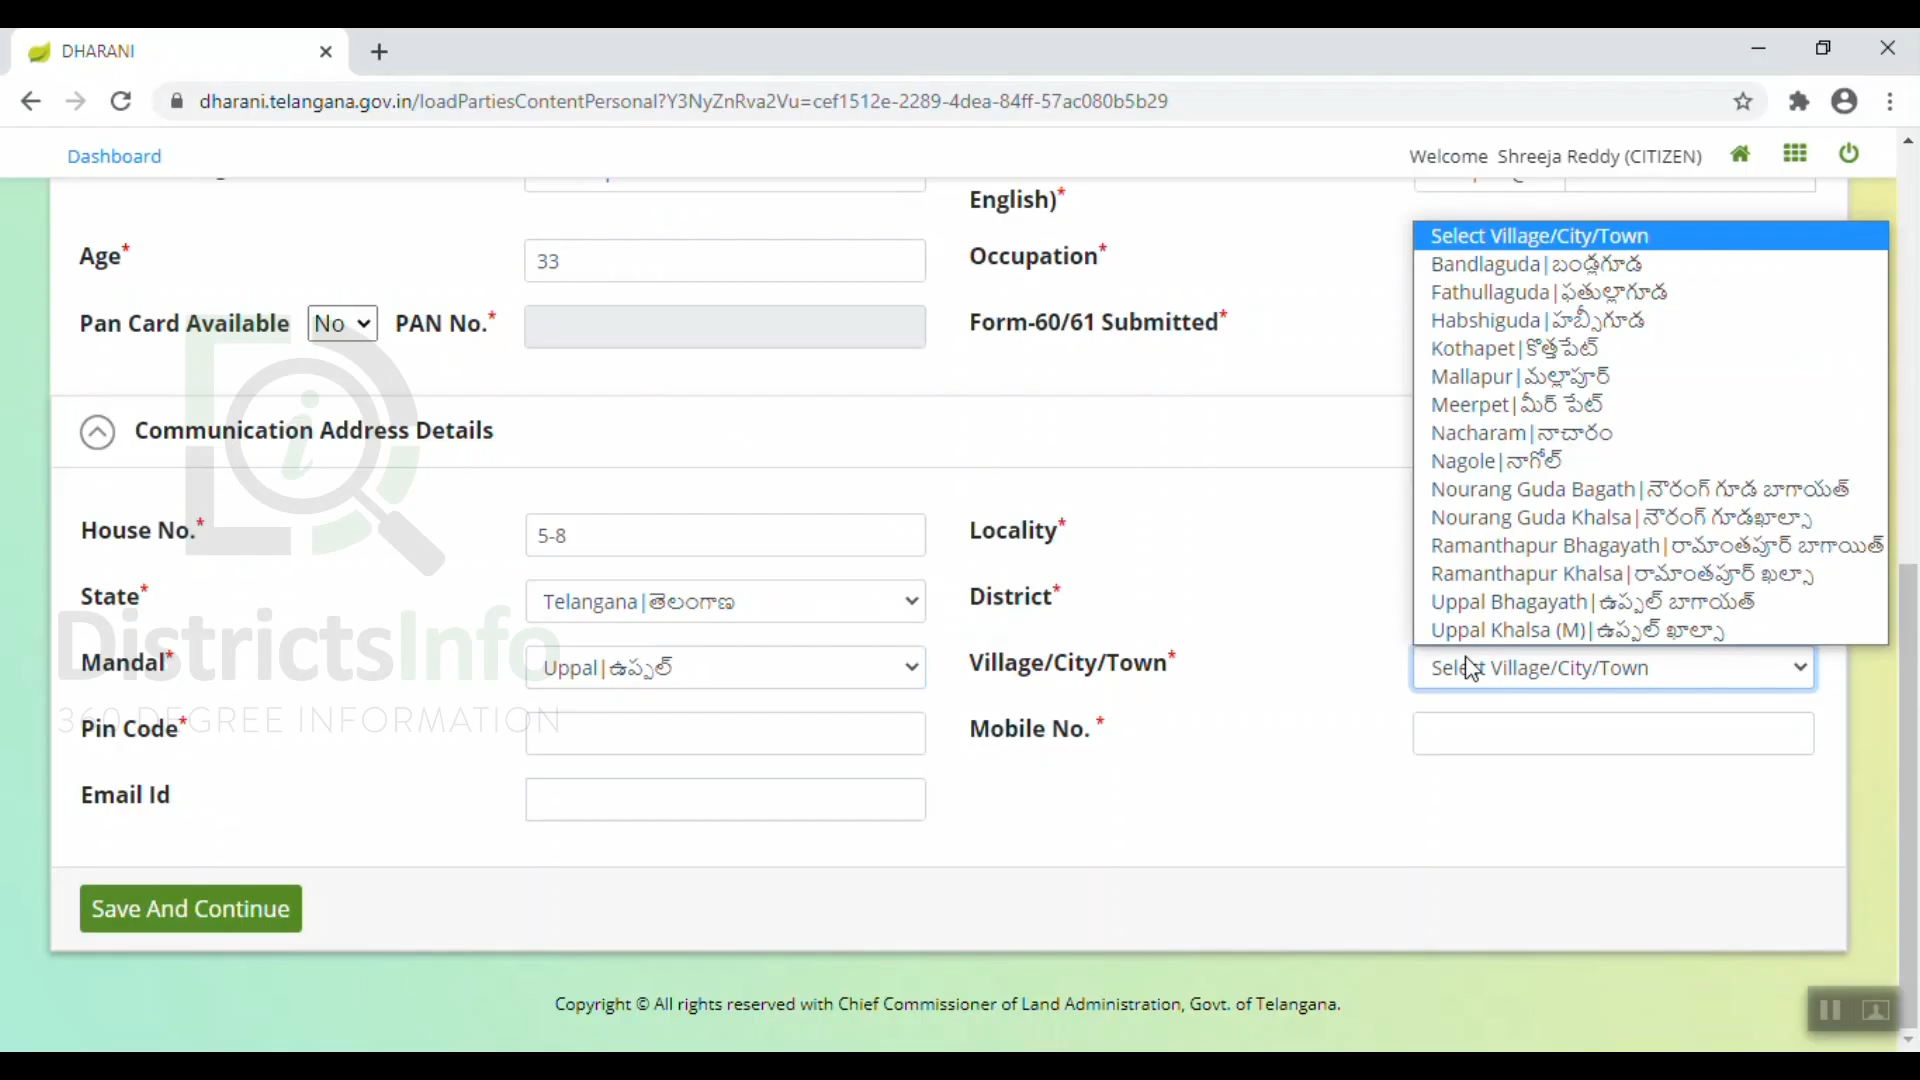 DHARANI
dharani.telangana.gov.in/loadPartiesContentPersonal?Y3NyZnRva2Vu=cef1512e-2289-4dea-84ff-57ac080b5b29
Dashboard
Welcome Shreeja Reddy (CITIZEN)
English)*
Age*
33
Occupation*
Pan Card Available No PAN No.*
Form-60/61 Submitted*
Select Village/City/Town
Bandlaguda|బండ్లగూడ
Fathullaguda|ఫతుల్లాగూడ
Habshiguda|హబ్సీగూడ
Kothapet|కొత్తపేట్
Mallapur|మల్లాపూర్
Meerpet|మీర్ పేట్
Nacharam|నాచారం
Nagole|నాగోల్
Nourang Guda Bagath|నౌరంగ్ గూడ బాగాయత్
Nourang Guda Khalsa|నౌరంగ్ గూడఖాల్సా
Ramanthapur Bhagayath|రామాంతపూర్ బాగాయిత్
Ramanthapur Khalsa|రామాంతపూర్ ఖల్సా
Uppal Bhagayath|ఉప్పల్ బాగాయత్
Uppal Khalsa (M)|ఉప్పల్ ఖాల్సా
Communication Address Details
House No.*
5-8
Locality*
State*
Telangana|తెలంగాణ
District*
Mandal*
Uppal|ఉప్పల్
Village/City/Town*
Select Village/City/Town
Pin Code*
Mobile No. *
Email Id
DistrictsInfo
360 DEGREE INFORMATION
Save And Continue
Copyright © All rights reserved with Chief Commissioner of Land Administration, Govt. of Telangana.